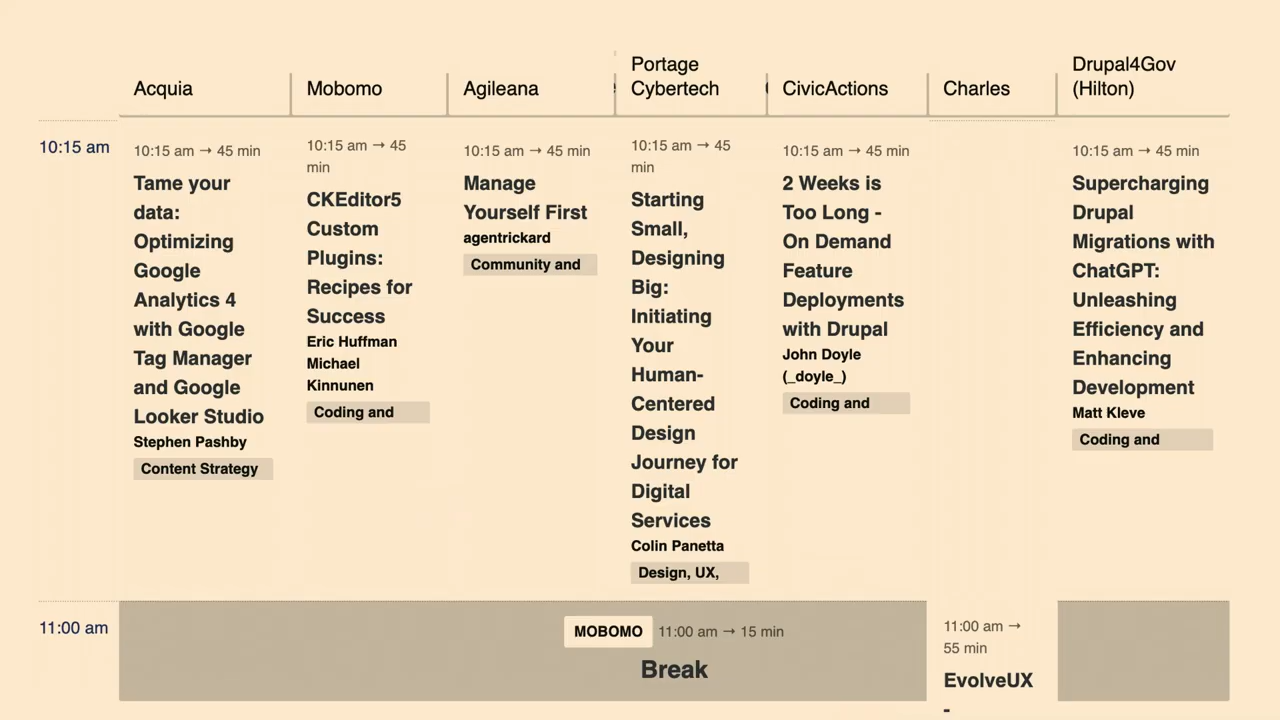 Acquia
Mobomo
Agileana
Portage
Cybertech
CivicActions
Charles
Drupal4Gov
(Hilton)
10:15 am
10:15 am → 45 min
Tame your
data:
Optimizing
Google
Analytics 4
with Google
Tag Manager
and Google
Looker Studio
Stephen Pashby
Content Strategy
10:15 am → 45
min
CKEditor5
Custom
Plugins:
Recipes for
Success
Eric Huffman
Michael
Kinnunen
Coding and
10:15 am → 45 min
Manage
Yourself First
agentrickard
Community and
10:15 am → 45
min
Starting
Small,
Designing
Big:
Initiating
Your
Human-
Centered
Design
Journey for
Digital
Services
Colin Panetta
Design, UX,
10:15 am → 45 min
2 Weeks is
Too Long -
On Demand
Feature
Deployments
with Drupal
John Doyle
(_doyle_)
Coding and
10:15 am → 45 min
Supercharging
Drupal
Migrations with
ChatGPT:
Unleashing
Efficiency and
Enhancing
Development
Matt Kleve
Coding and
11:00 am
MOBOMO 11:00 am → 15 min
Break
11:00 am →
55 min
EvolveUX
-